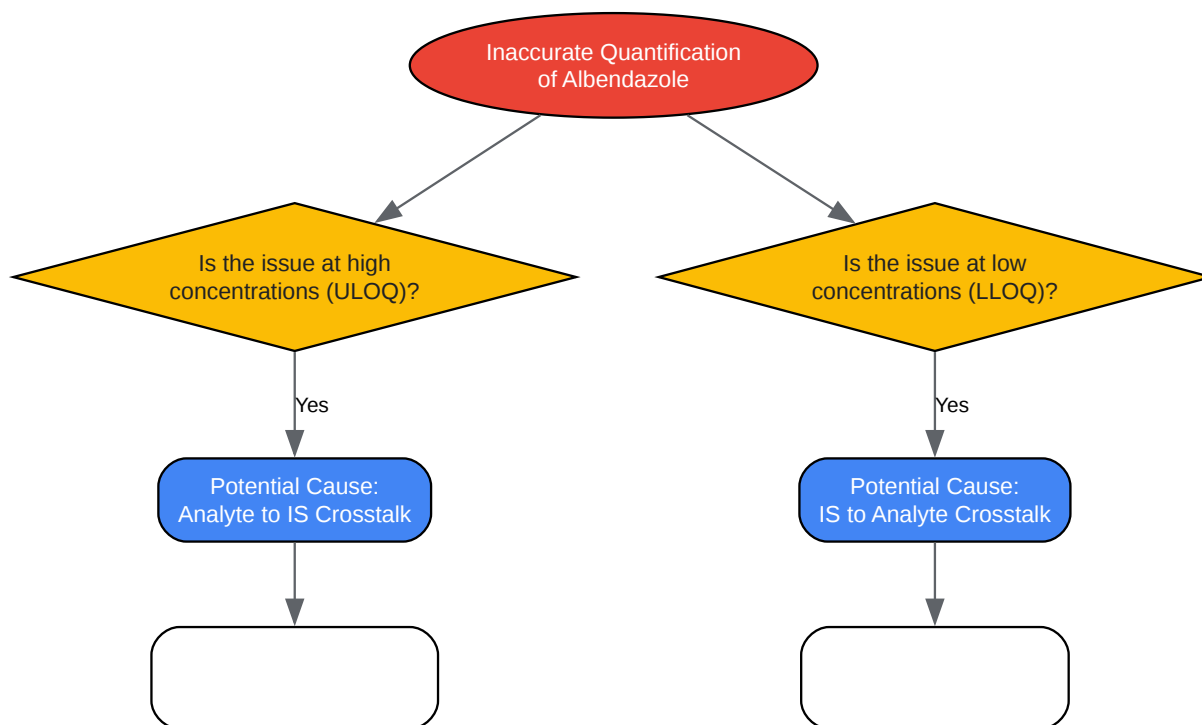 Inaccurate Quantification
of Albendazole
Is the issue at high
concentrations (ULOQ)?
Is the issue at low
concentrations (LLOQ)?
Yes
Yes
Potential Cause:
Analyte to IS Crosstalk
Potential Cause:
IS to Analyte Crosstalk